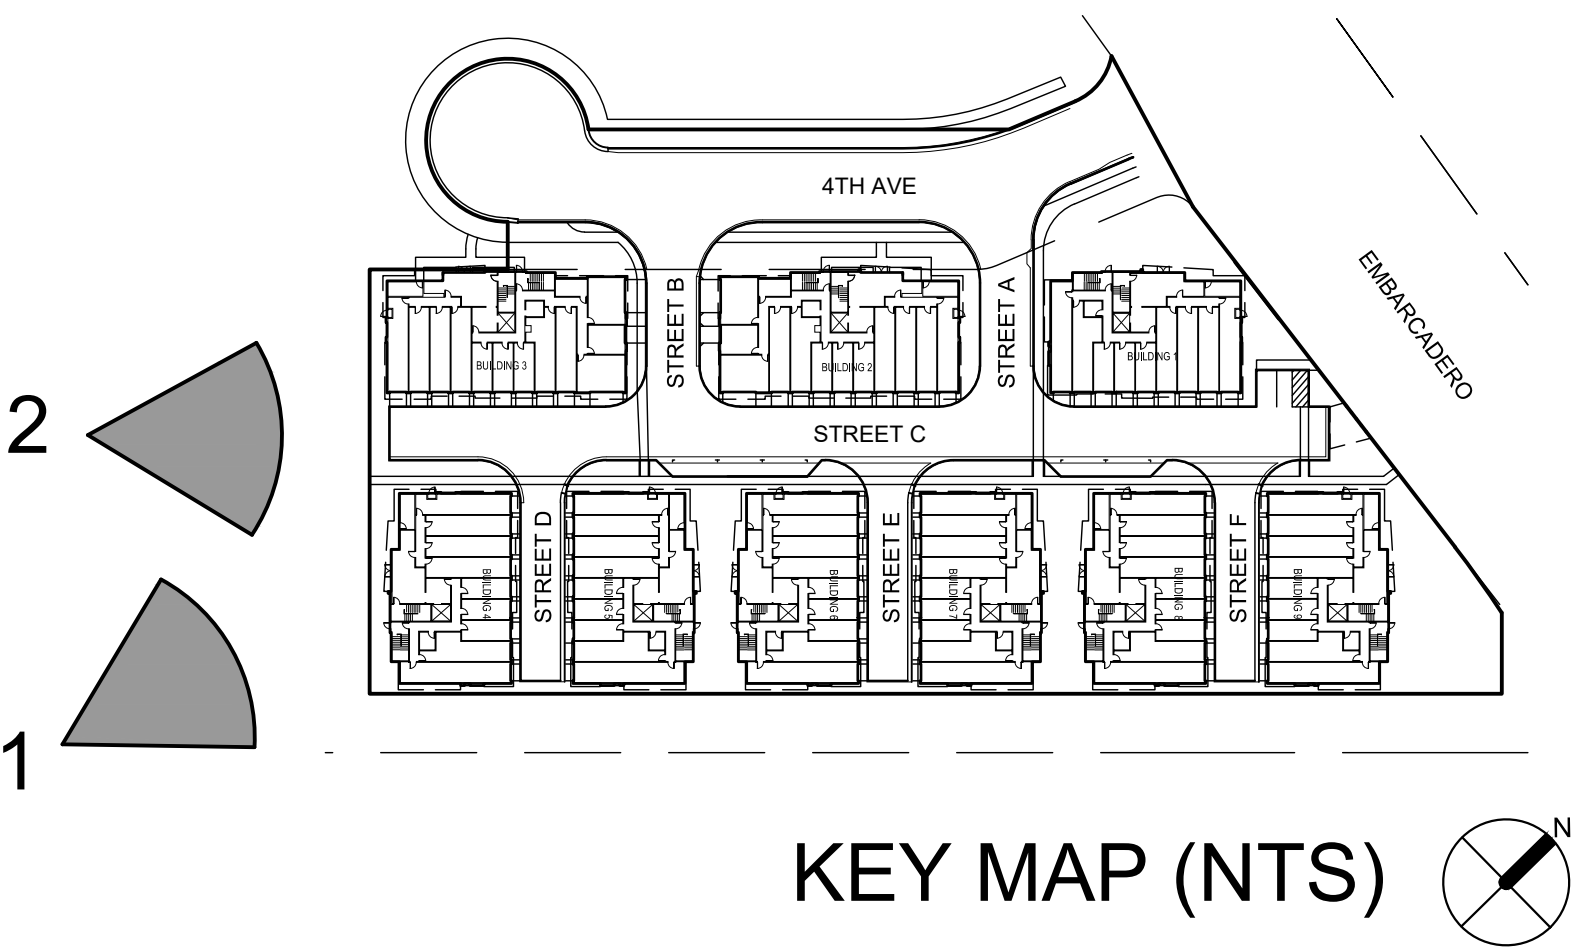 4TH AVE
EMBARCADERO
STREET B
STREET A
BUILDING 3
BUILDING 2
BUILDING 1
2
STREET C
STREET D
STREET E
STREET F
BUILDING 4
BUILDING 5
BUILDING 6
BUILDING 7
BUILDING 8
BUILDING 9
1
KEY MAP (NTS)
N